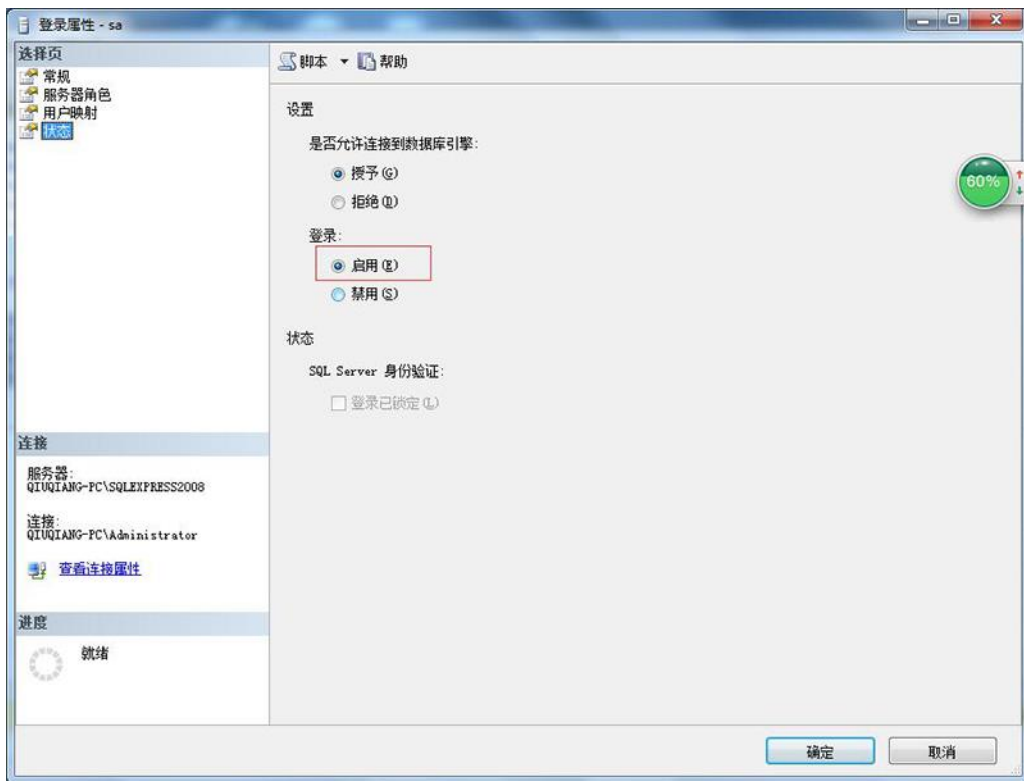 登录属性 - sa
选择页
常规
服务器角色
用户映射
状态
脚本
帮助
设置
是否允许连接到数据库引擎:
授予(G)
拒绝(D)
登录:
启用(E)
禁用(S)
状态
SQL Server 身份验证:
登录已锁定(L)
60%
连接
服务器:
QIUQIANG-PC\SQLEXPRESS2008
连接:
QIUQIANG-PC\Administrator
查看连接属性
进度
就绪
确定
取消